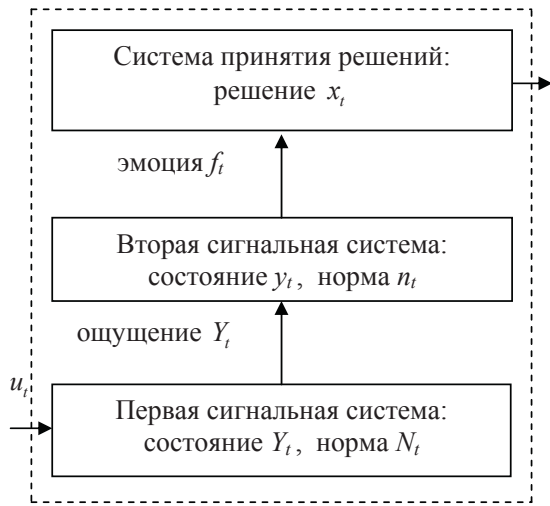 Система принятия решений:
решение x_t
эмоция f_t
Вторая сигнальная система:
состояние y_t , норма n_t
ощущение Y_t
u_t
Первая сигнальная система:
состояние Y_t , норма N_t